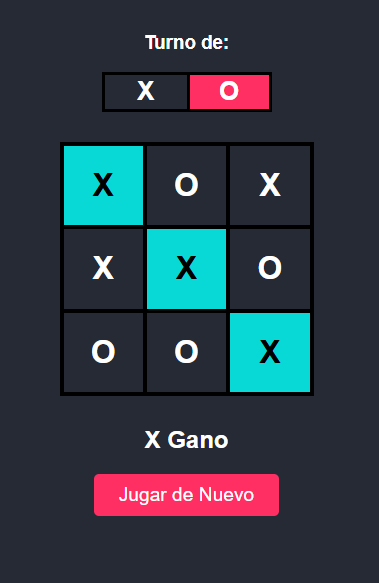 Turno de:
X O
X O X
X X O
O O X
X Gano
Jugar de Nuevo